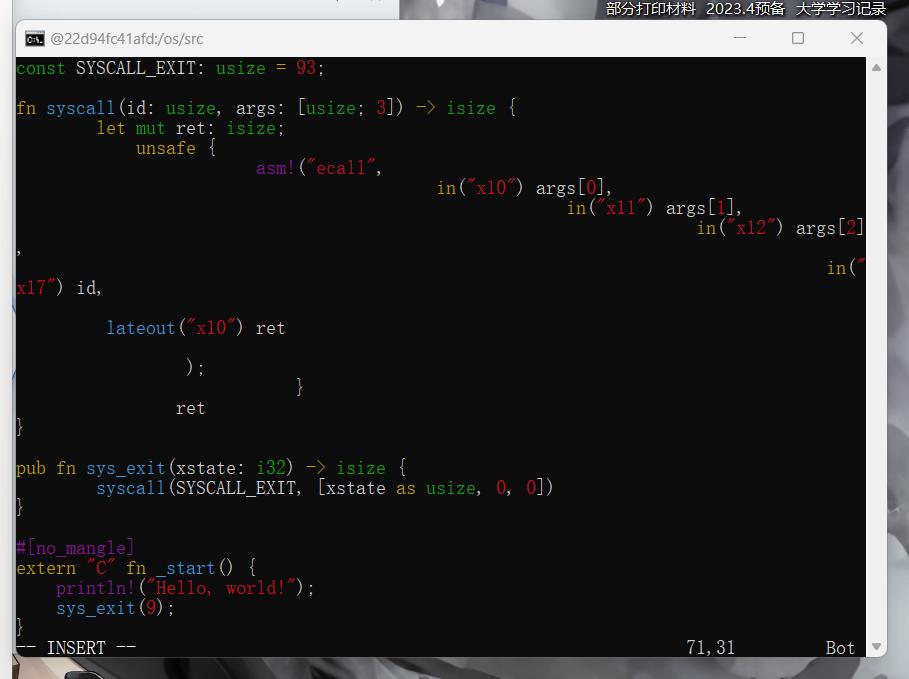 部分打印材料 2023.4预备 大学学习记录
@22d94fc41afd:/os/src
const SYSCALL_EXIT: usize = 93;
fn syscall(id: usize, args: [usize; 3]) -> isize {
let mut ret: isize;
unsafe {
asm!("ecall",
in("x10") args[0],
in("x11") args[1],
in("x12") args[2]
,
in("
x17") id,
lateout("x10") ret
);
}
ret
}
pub fn sys_exit(xstate: i32) -> isize {
syscall(SYSCALL_EXIT, [xstate as usize, 0, 0])
}
#[no_mangle]
extern "C" fn _start() {
println!("Hello, world!");
sys_exit(9);
}
-- INSERT -- 71,31 Bot